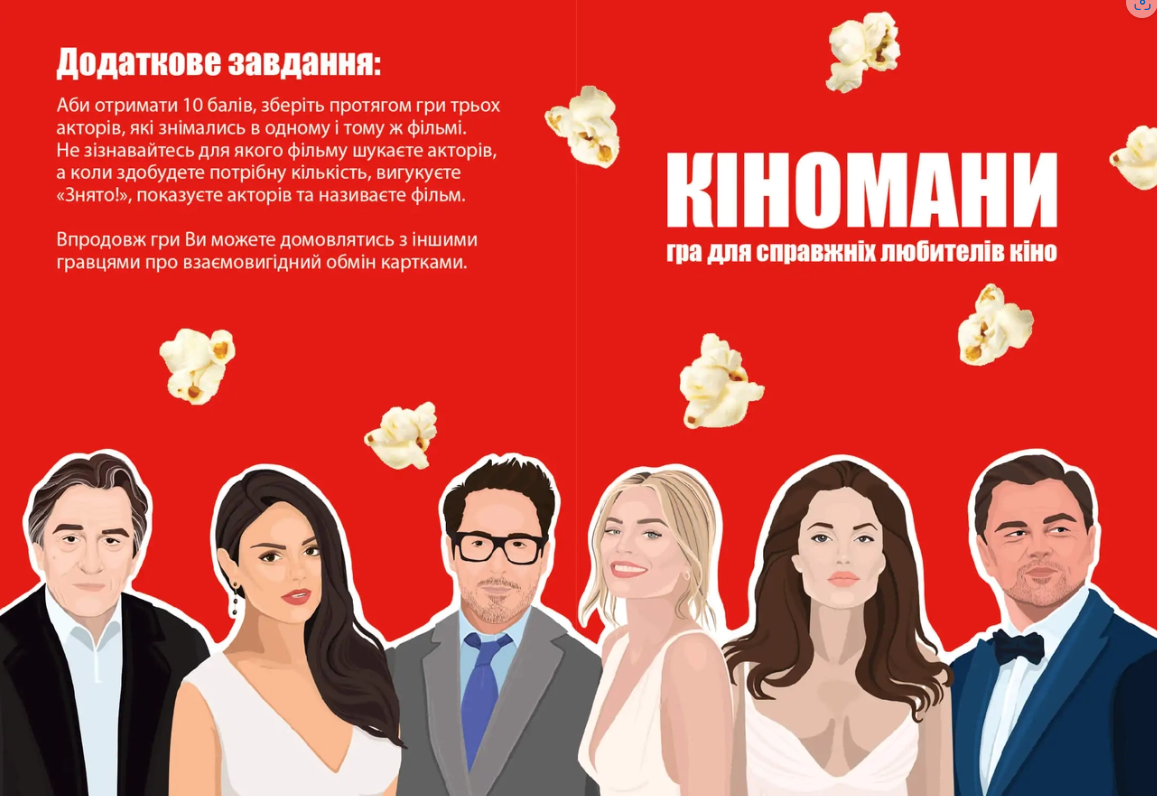 Додаткове завдання:
Аби отримати 10 балів, зберіть протягом гри трьох
акторів, які знімались в одному і тому ж фільмі.
Не зізнавайтесь для якого фільму шукаєте акторів,
а коли здобудете потрібну кількість, вигукуєте
«Знято!», показуєте акторів та називаєте фільм.
Впродовж гри Ви можете домовлятись з іншими
гравцями про взаємовигідний обмін картками.
КІНОМАНИ
гра для справжніх любителів кіно